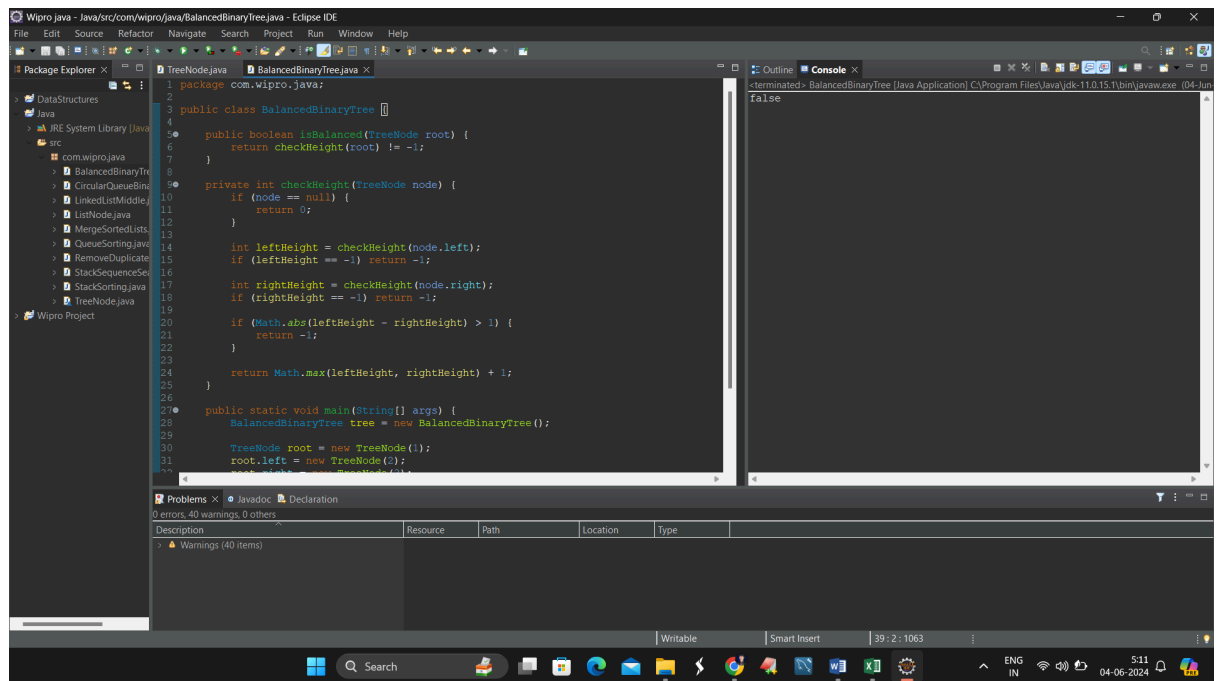 Wipro java - Java/src/com/wipro/java/BalancedBinaryTree.java - Eclipse IDE
File Edit Source Refactor Navigate Search Project Run Window Help
Package Explorer
DataStructures
Java
JRE System Library [Java
src
com.wipro.java
BalancedBinaryTre
CircularQueueBina
LinkedListMiddle.j
ListNode.java
MergeSortedLists.
QueueSorting.java
RemoveDuplicate
StackSequenceSea
StackSorting.java
TreeNode.java
Wipro Project
TreeNode.java BalancedBinaryTree.java
1 package com.wipro.java;
2
3 public class BalancedBinaryTree {
4
5 public boolean isBalanced(TreeNode root) {
6 return checkHeight(root) != -1;
7 }
8
9 private int checkHeight(TreeNode node) {
10 if (node == null) {
11 return 0;
12 }
13
14 int leftHeight = checkHeight(node.left);
15 if (leftHeight == -1) return -1;
16
17 int rightHeight = checkHeight(node.right);
18 if (rightHeight == -1) return -1;
19
20 if (Math.abs(leftHeight - rightHeight) > 1) {
21 return -1;
22 }
23
24 return Math.max(leftHeight, rightHeight) + 1;
25 }
26
27 public static void main(String[] args) {
28 BalancedBinaryTree tree = new BalancedBinaryTree();
29
30 TreeNode root = new TreeNode(1);
31 root.left = new TreeNode(2);
Outline Console
<terminated> BalancedBinaryTree [Java Application] C:\Program Files\Java\jdk-11.0.15.1\bin\javaw.exe (04-Jun-
false
Problems Javadoc Declaration
0 errors, 40 warnings, 0 others
Description Resource Path Location Type
Warnings (40 items)
Writable Smart Insert 39 : 2 : 1063
Search
ENG
IN
5:11
04-06-2024
PRE